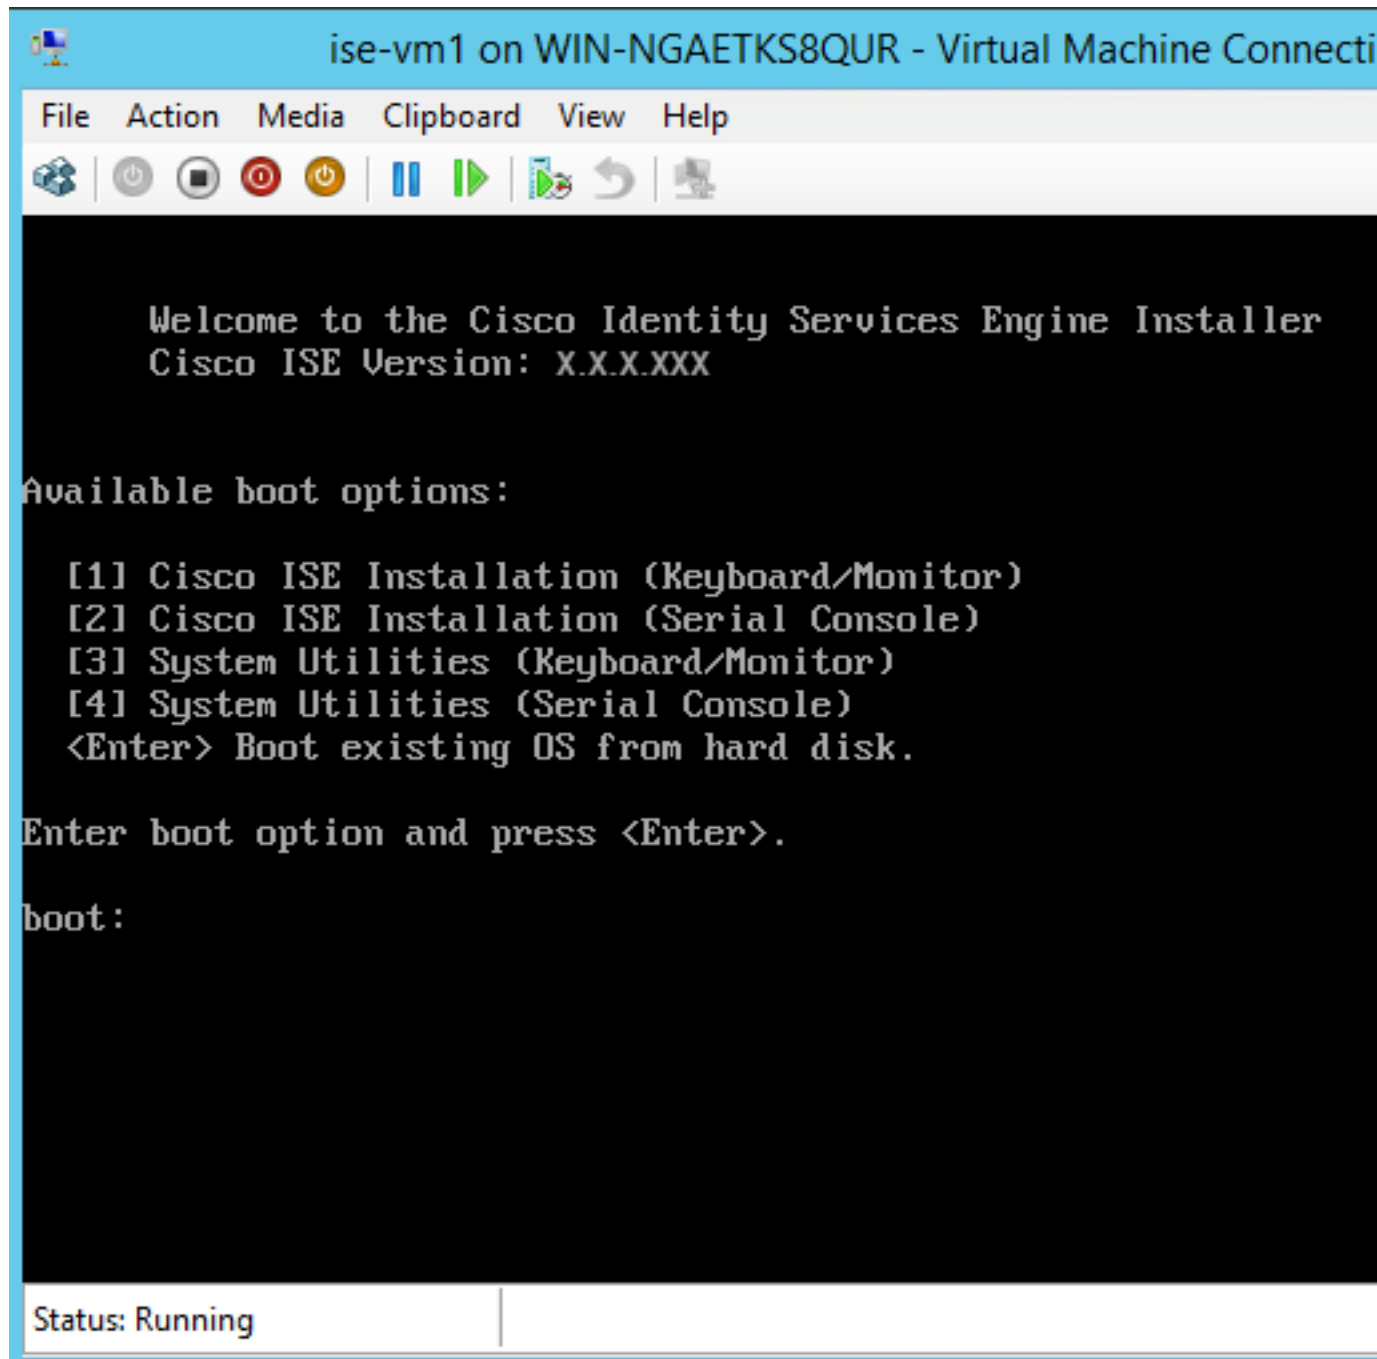 ise-vm1 on WIN-NGAETKS8QUR - Virtual Machine Connecti
File Action Media Clipboard View Help
Welcome to the Cisco Identity Services Engine Installer
Cisco ISE Version: X.X.X.XXX
Available boot options:
[1] Cisco ISE Installation (Keyboard/Monitor)
[2] Cisco ISE Installation (Serial Console)
[3] System Utilities (Keyboard/Monitor)
[4] System Utilities (Serial Console)
<Enter> Boot existing OS from hard disk.
Enter boot option and press <Enter>.
boot:
Status: Running